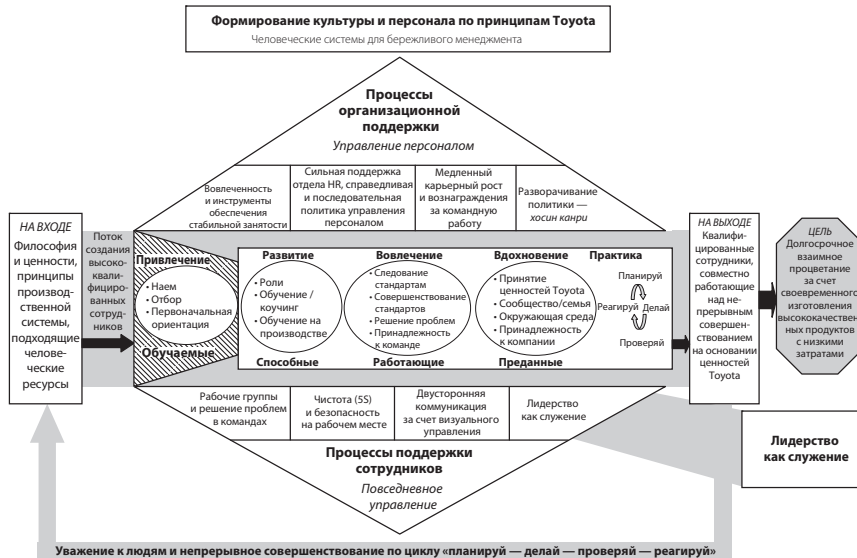 Формирование культуры и персонала по принципам Toyota
Человеческие системы для бережливого менеджмента
Процессы
организационной
поддержки
Управление персоналом
Вовлеченность
и инструменты
обеспечения
стабильной занятости
Сильная поддержка
отдела HR, справедливая
и последовательная
политика управления
персоналом
Медленный
карьерный рост
и вознаграждения
за командную
работу
Разворачивание
политики —
хосин канри
НА ВХОДЕ
Философия
и ценности,
принципы
производ-
ственной
системы,
подходящие
челове-
ческие
ресурсы
Поток
создания
высоко-
квали-
фициро-
ванных
сотруд-
ников
Привлечение
• Наем
• Отбор
• Первоначальная
ориентация
Обучаемые
Развитие
• Роли
• Обучение /
коучинг
• Обучение на
производстве
Способные
Вовлечение
• Следование
стандартам
• Совершенствование
стандартов
• Решение проблем
• Принадлежность
к команде
Работающие
Вдохновение
• Принятие
ценностей Toyota
• Сообщество/семья
• Окружающая среда
• Принадлежность к
компании
Преданные
Практика
Планируй
Реагируй Делай
Проверяй
НА ВЫХОДЕ
Квалифи-
цированные
сотрудники,
совместно
работающие
над не-
прерывным
совершен-
ствованием
на основании
ценностей
Toyota
ЦЕЛЬ
Долгосрочное
взаимное
процветание
за счет
своевременного
изготовления
высококачествен-
ных продуктов
с низкими
затратами
Рабочие группы
и решение проблем
в командах
Чистота (5S)
и безопасность
на рабочем месте
Двусторонняя
коммуникация
за счет визуального
управления
Лидерство
как служение
Процессы поддержки
сотрудников
Повседневное
управление
Лидерство
как служение
Уважение к людям и непрерывное совершенствование по циклу «планируй — делай — проверяй — реагируй»